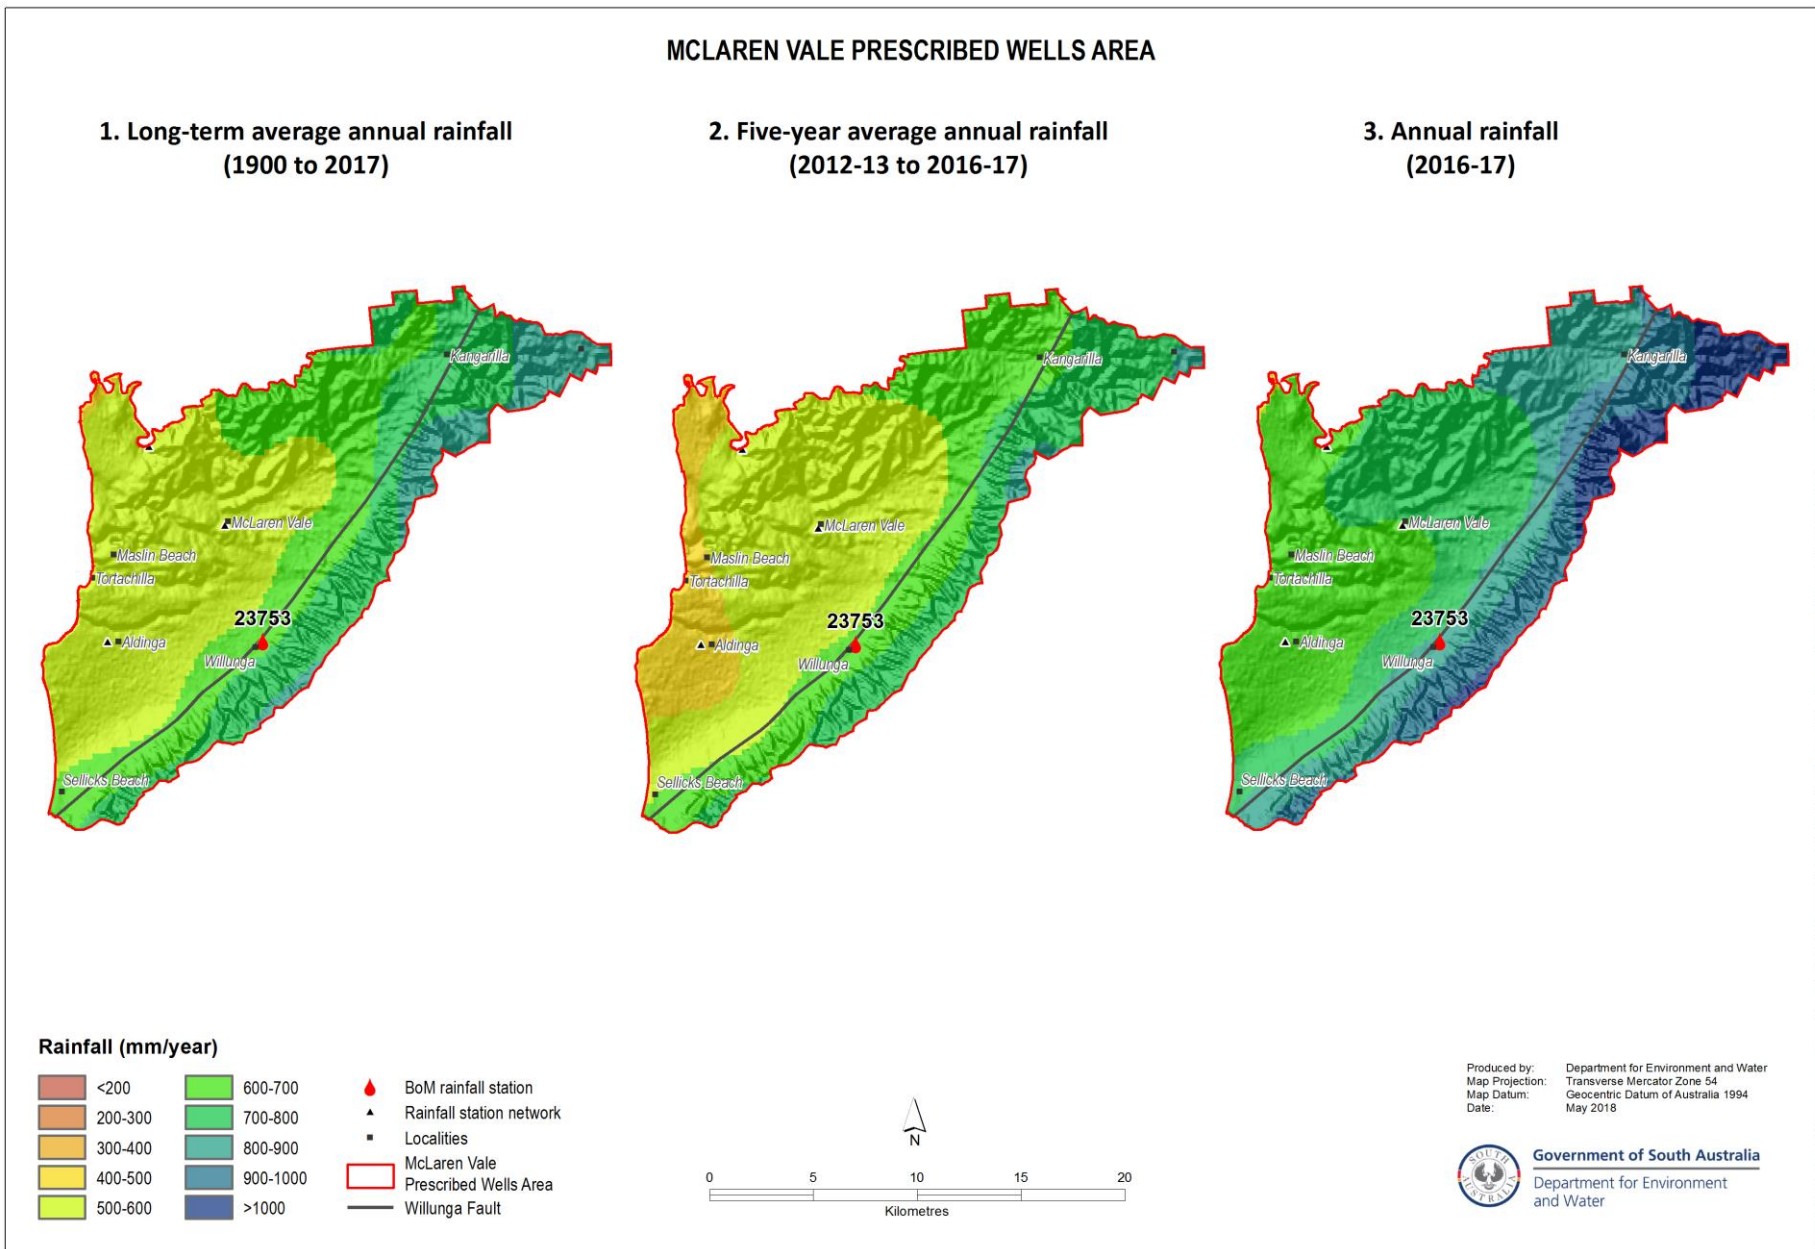 MCLAREN VALE PRESCRIBED WELLS AREA
1. Long-term average annual rainfall
(1900 to 2017)
2. Five-year average annual rainfall
(2012-13 to 2016-17)
3. Annual rainfall
(2016-17)
Kangarilla
McLaren Vale
Maslin Beach
Tortachilla
23753
Aldinga
Willunga
Sellicks Beach
Kangarilla
McLaren Vale
Maslin Beach
Tortachilla
23753
Aldinga
Willunga
Sellicks Beach
Kangarilla
McLaren Vale
Maslin Beach
Tortachilla
23753
Aldinga
Willunga
Sellicks Beach
Rainfall (mm/year)
<200
200-300
300-400
400-500
500-600
600-700
700-800
800-900
900-1000
>1000
BoM rainfall station
Rainfall station network
Localities
McLaren Vale
Prescribed Wells Area
Willunga Fault
N
0 5 10 15 20
Kilometres
Produced by: Department for Environment and Water
Map Projection: Transverse Mercator Zone 54
Map Datum: Geocentric Datum of Australia 1994
Date: May 2018
SOUTH AUSTRALIA
Government of South Australia
Department for Environment
and Water